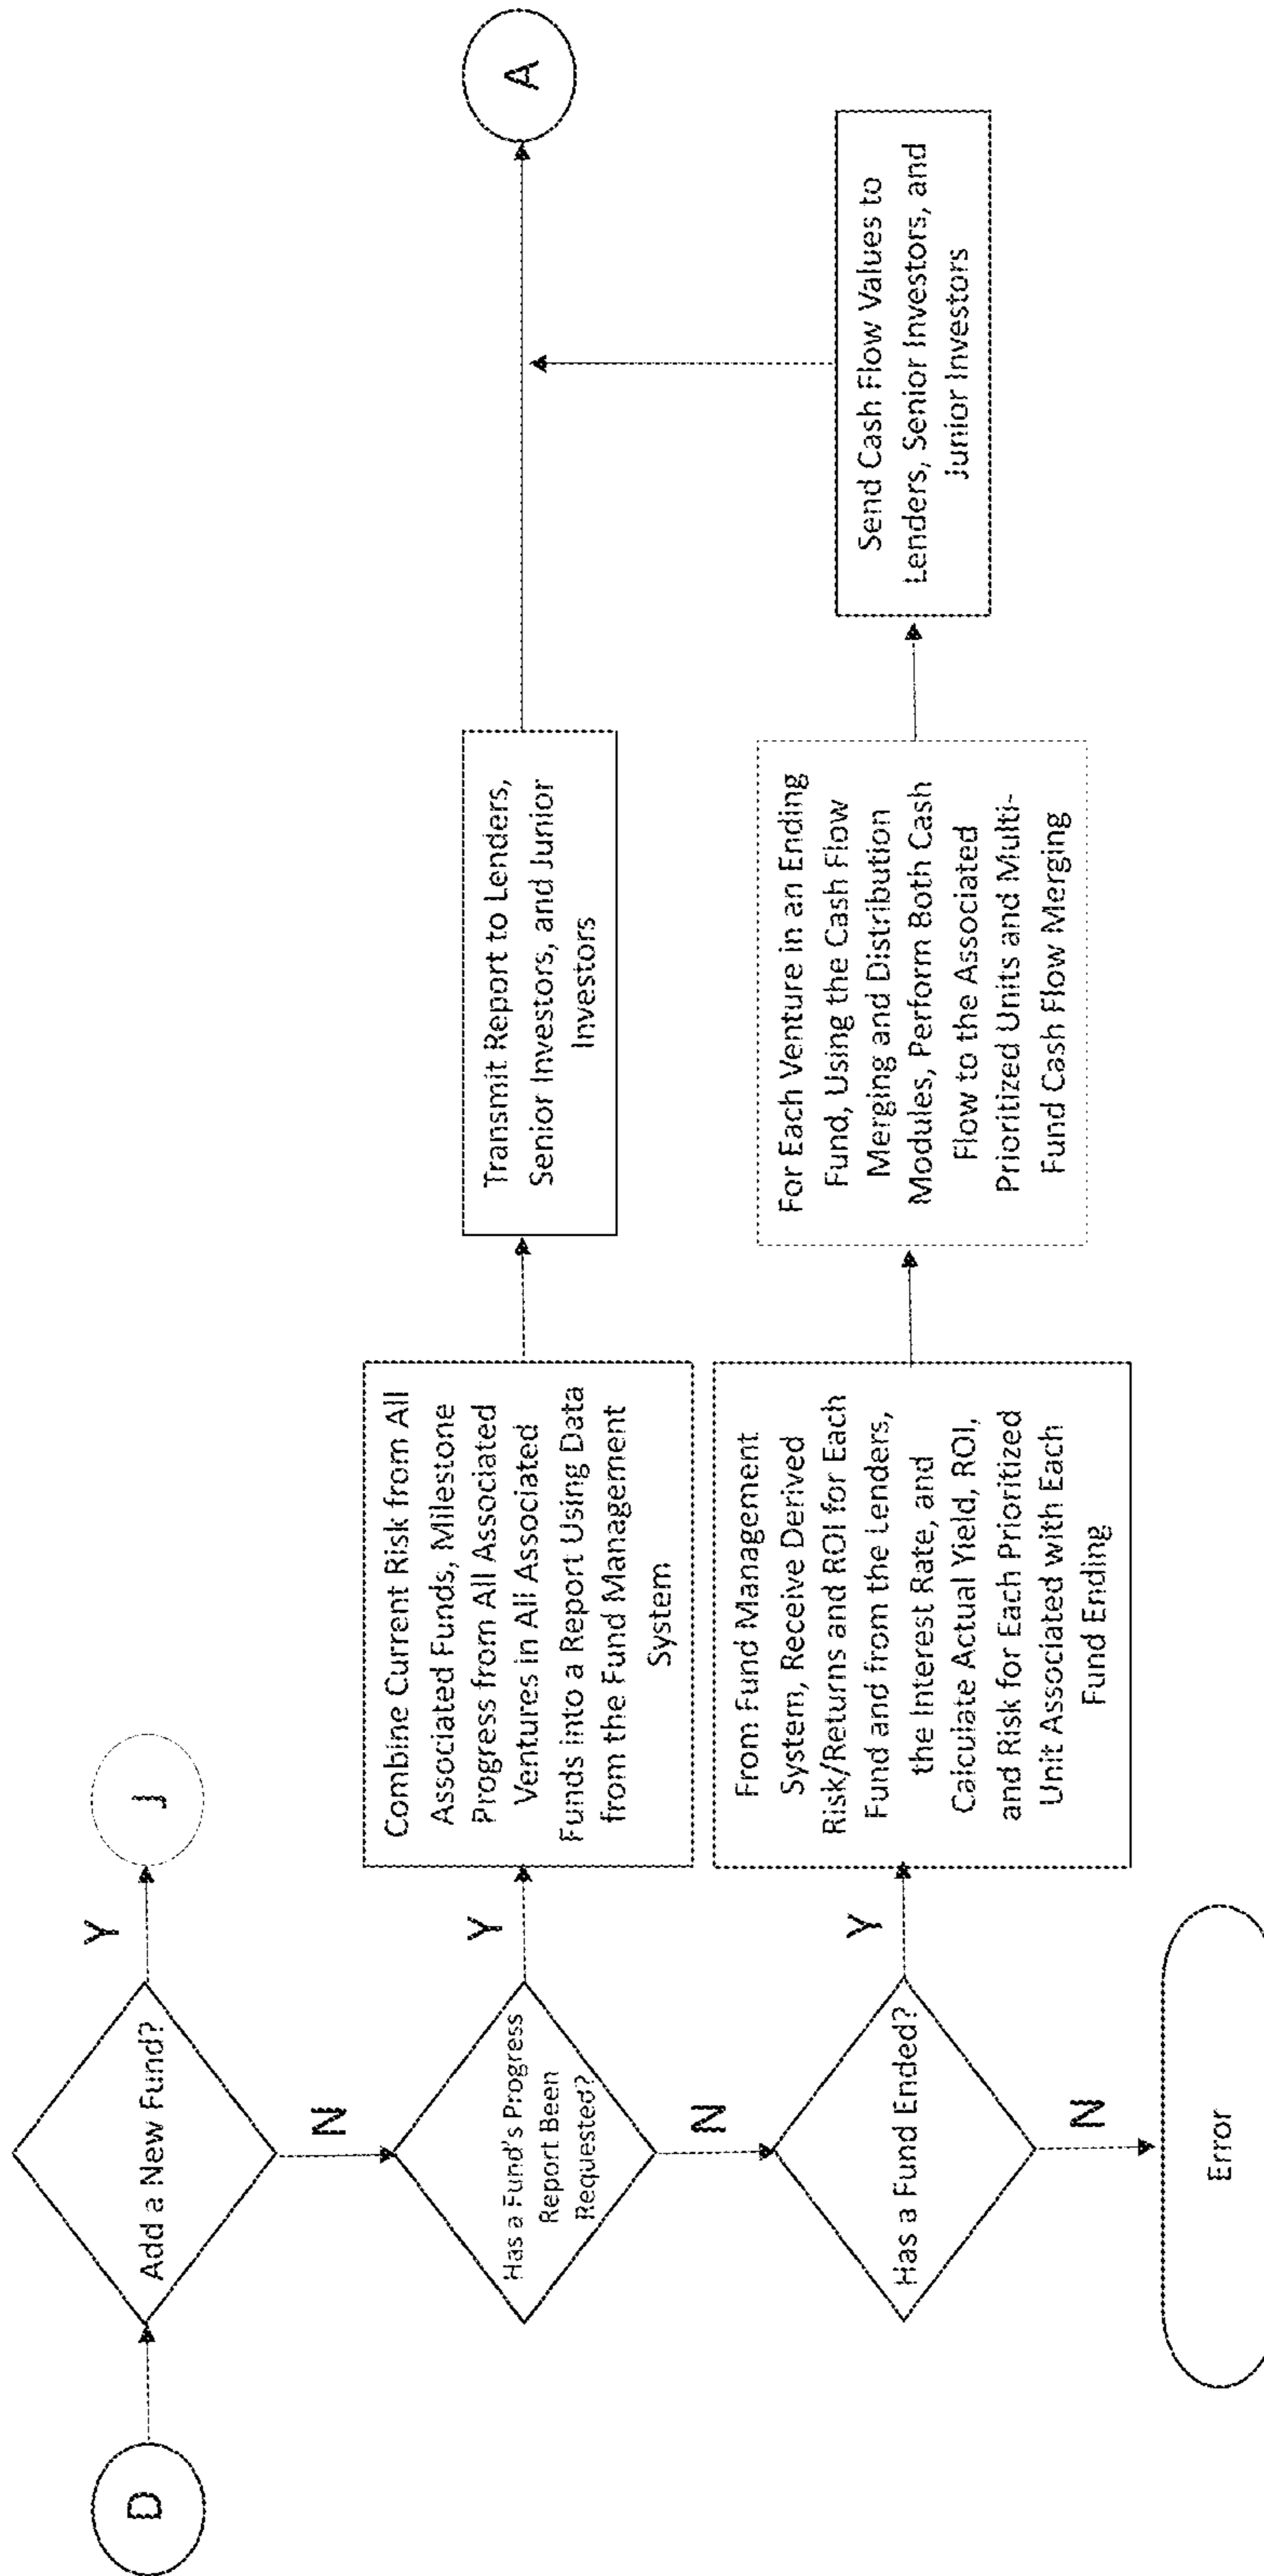 D
Add a New Fund?
Y
J
N
Has a Fund's Progress
Report Been
Requested?
Y
Combine Current Risk from All
Associated Funds, Milestone
Progress from All Associated
Ventures in All Associated
Funds into a Report Using Data
from the Fund Management
System
Transmit Report to Lenders,
Senior Investors, and Junior
Investors
A
N
Has a Fund Ended?
Y
From Fund Management
System, Receive Derived
Risk/Returns and ROI for Each
Fund and from the Lenders,
the Interest Rate, and
Calculate Actual Yield, ROI,
and Risk for Each Prioritized
Unit Associated with Each
Fund Ending
For Each Venture in an Ending
Fund, Using the Cash Flow
Merging and Distribution
Modules, Perform Both Cash
Flow to the Associated
Prioritized Units and Multi-
Fund Cash Flow Merging
Send Cash Flow Values to
Lenders, Senior Investors, and
Junior Investors
N
Error